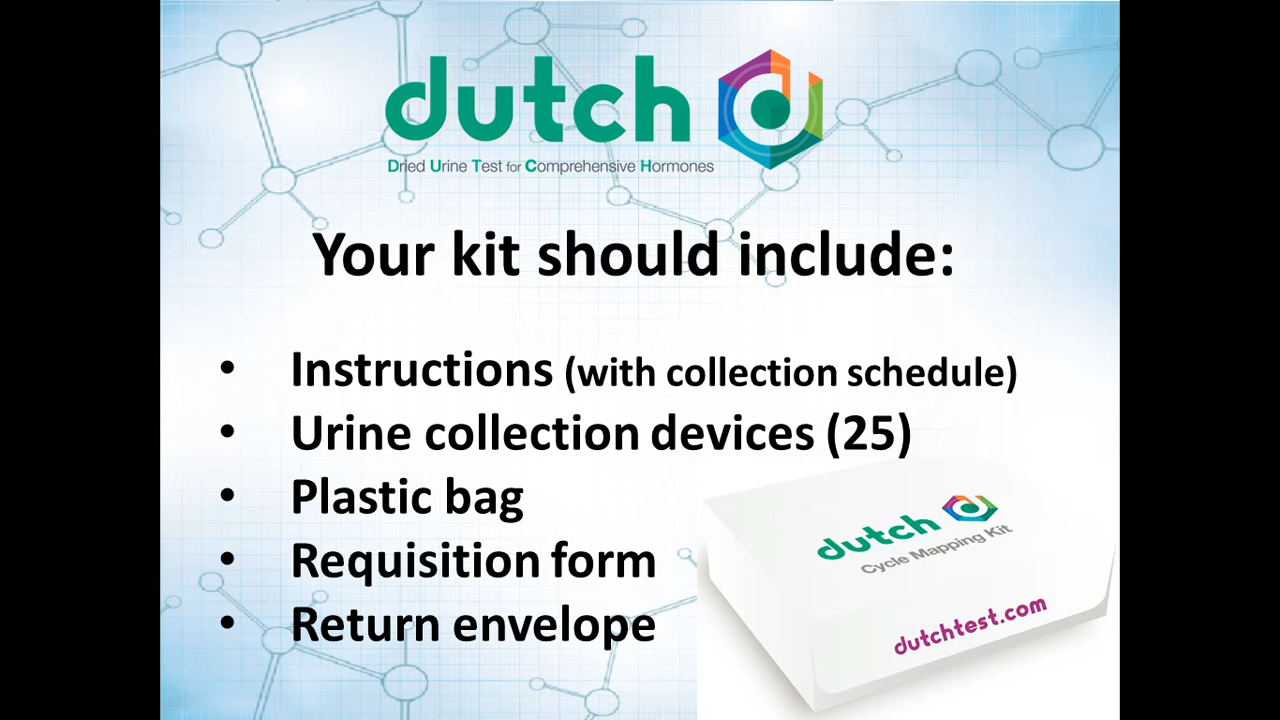 dutch
Dried Urine Test for Comprehensive Hormones
Your kit should include:
• Instructions (with collection schedule)
• Urine collection devices (25)
• Plastic bag
• Requisition form
• Return envelope
dutch
Cycle Mapping Kit
dutchtest.com